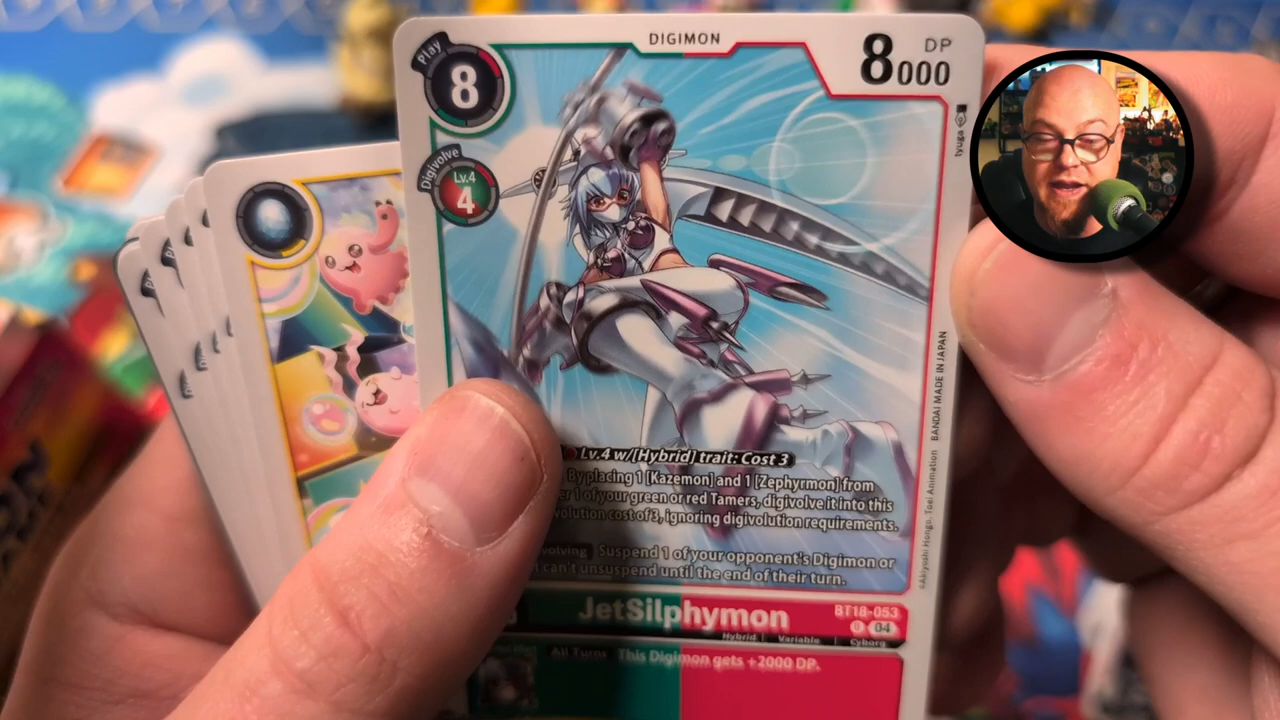 DIGIMON
Play
8
8000
DP
Digivolve
Lv.4
4
tyuga
Lv.4 w/[Hybrid] trait: Cost 3
By placing 1 [Kazemon] and 1 [Zephyrmon] from
1 of your green or red Tamers, digivolve it into this
cost of 3, ignoring digivolution requirements.
Suspend 1 of your opponent's Digimon or
can't unsuspend until the end of their turn.
©Akiyoshi Hongo, Toei Animation BANDAI MADE IN JAPAN
JetSilphymon
BT18-053
U 04
Hybrid | Variable | Cyborg
All Turns This Digimon gets +2000 DP.